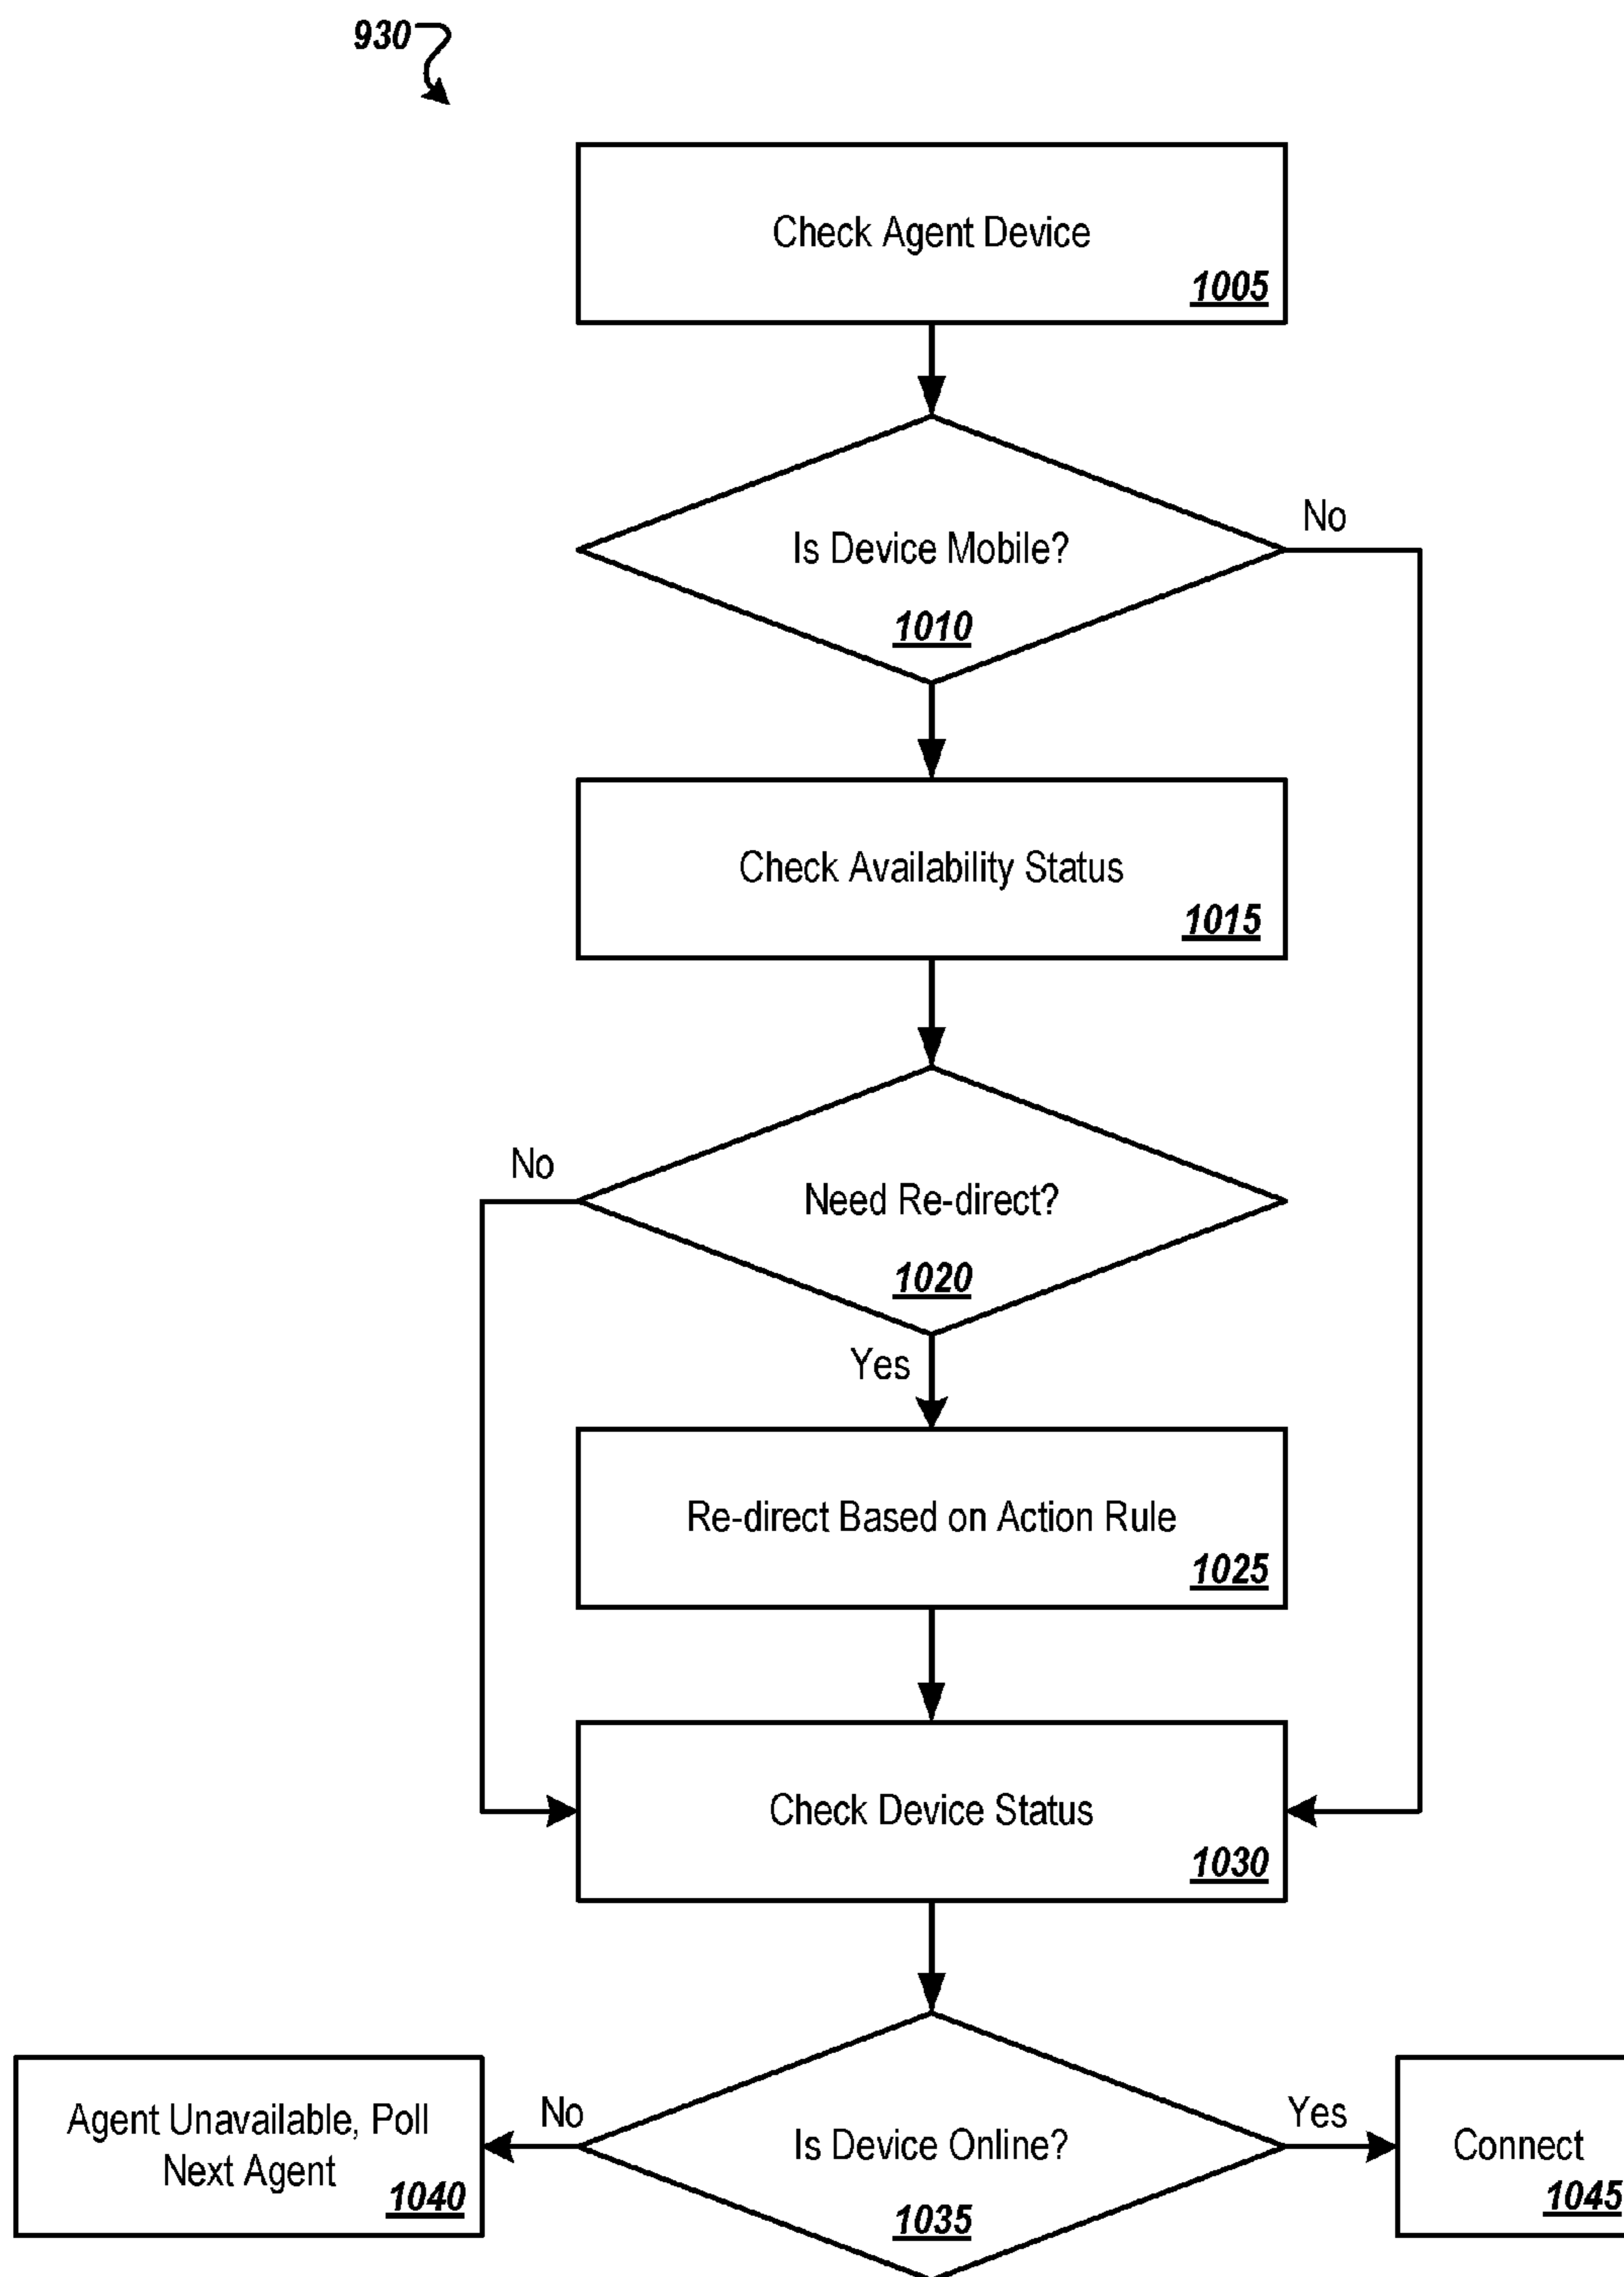 930
Check Agent Device
1005
No
Is Device Mobile?
1010
Check Availability Status
1015
No
Need Re-direct?
1020
Yes
Re-direct Based on Action Rule
1025
Check Device Status
1030
Agent Unavailable, Poll
Next Agent
1040
No
Is Device Online?
1035
Yes
Connect
1045